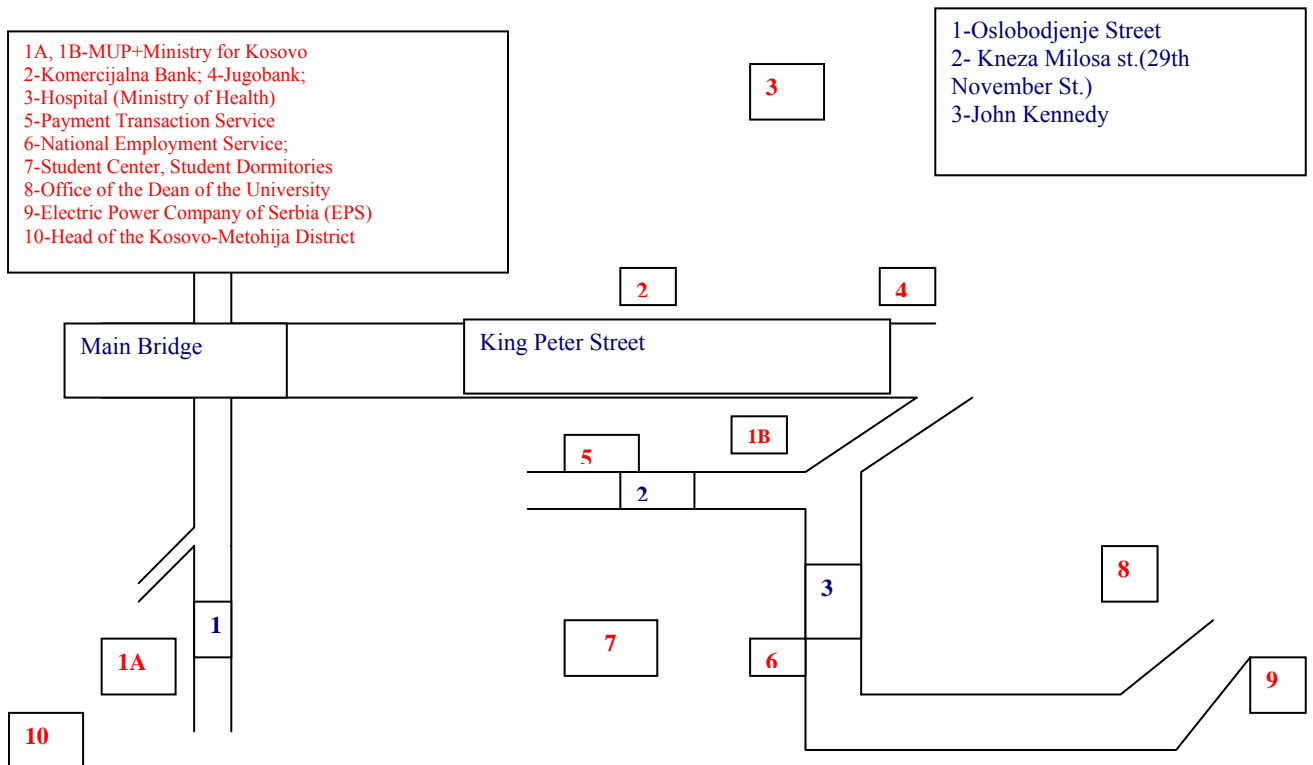 1A, 1B-MUP+Ministry for Kosovo
2-Komercijalna Bank; 4-Jugobank;
3-Hospital (Ministry of Health)
5-Payment Transaction Service
6-National Employment Service;
7-Student Center, Student Dormitories
8-Office of the Dean of the University
9-Electric Power Company of Serbia (EPS)
10-Head of the Kosovo-Metohija District
1-Oslobodjenje Street
2- Kneza Milosa st.(29th
November St.)
3-John Kennedy
3
2
4
Main Bridge
King Peter Street
1B
5
2
3
8
1
7
1A
6
9
10